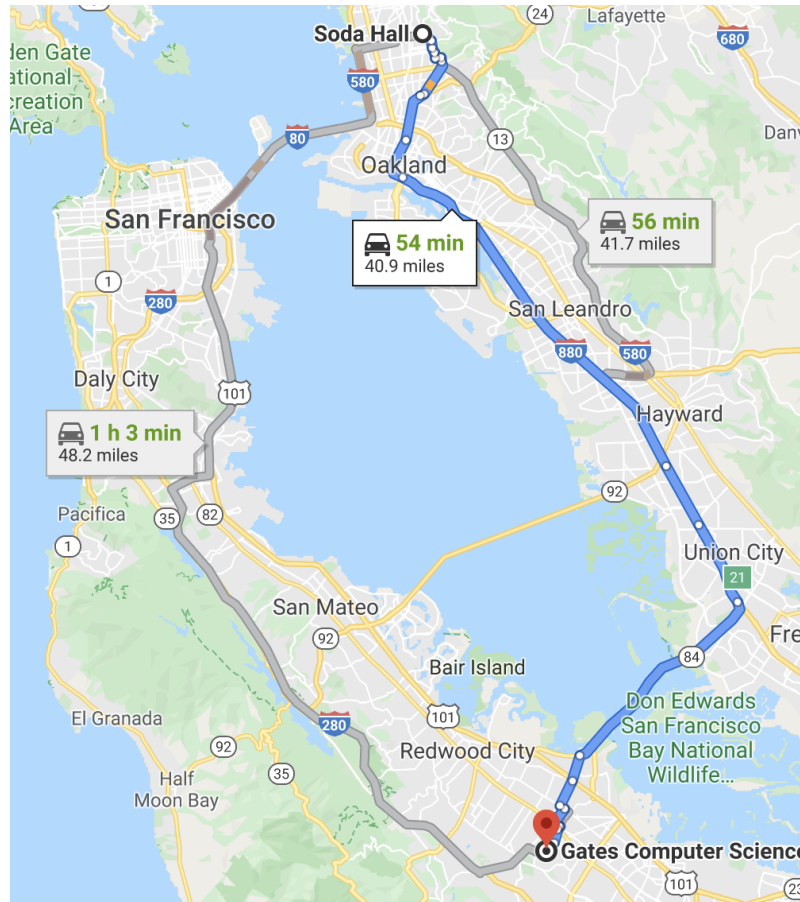 Soda Hall
24
Lafayette
680
den Gate
ational
creation
Area
580
80
13
Danv
Oakland
San Francisco
54 min
40.9 miles
56 min
41.7 miles
1
280
San Leandro
880
580
Daly City
101
Hayward
1 h 3 min
48.2 miles
92
Pacifica
35
82
1
Union City
21
San Mateo
92
Fre
84
Bair Island
Don Edwards
San Francisco
Bay National
Wildlife...
El Granada
280
101
92
Redwood City
35
Half
Moon Bay
Gates Computer Science
101
23